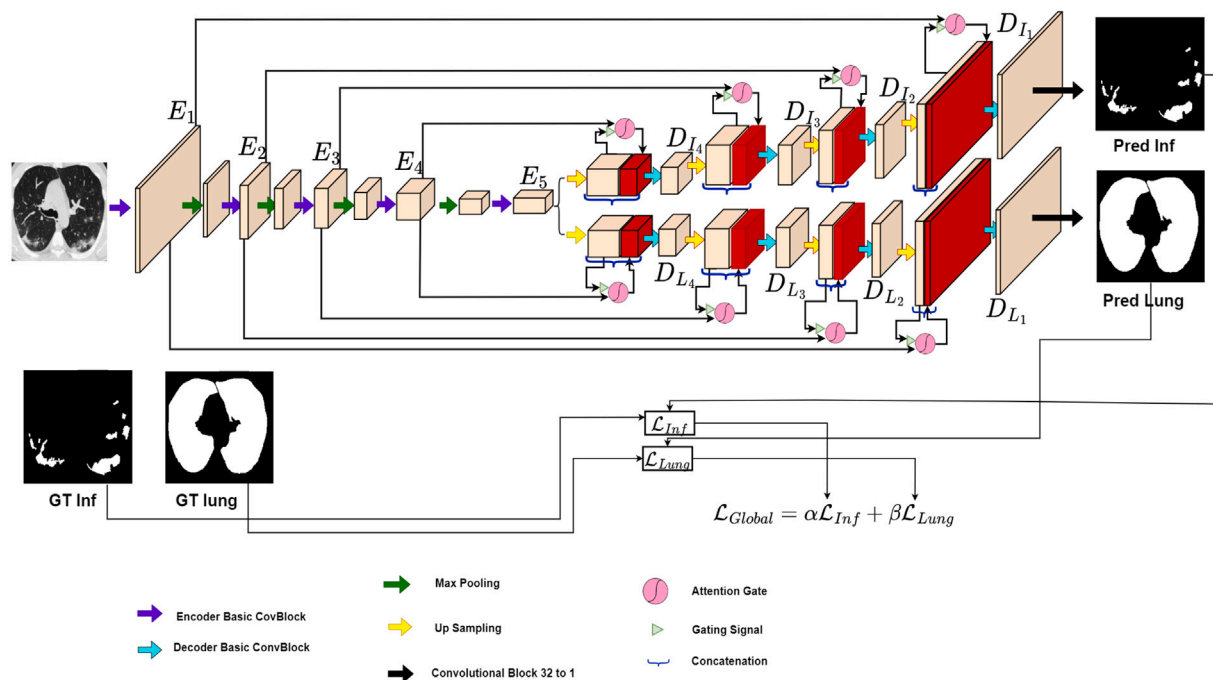 E1
E2
E3
E4
E5
DI4
DI3
DI2
DI1
DL4
DL3
DL2
DL1
Pred Inf
Pred Lung
GT Inf
GT lung
ℒInf
ℒLung
ℒGlobal = αℒInf + βℒLung
Encoder Basic CovBlock
Decoder Basic ConvBlock
Max Pooling
Up Sampling
Convolutional Block 32 to 1
Attention Gate
Gating Signal
Concatenation